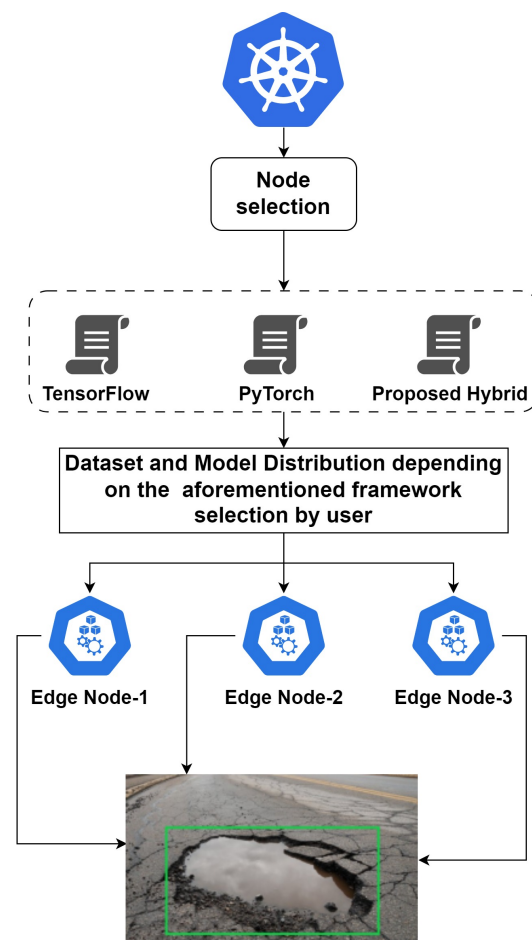 Node
selection
TensorFlow
PyTorch
Proposed Hybrid
Dataset and Model Distribution depending
on the aforementioned framework
selection by user
Edge Node-1
Edge Node-2
Edge Node-3